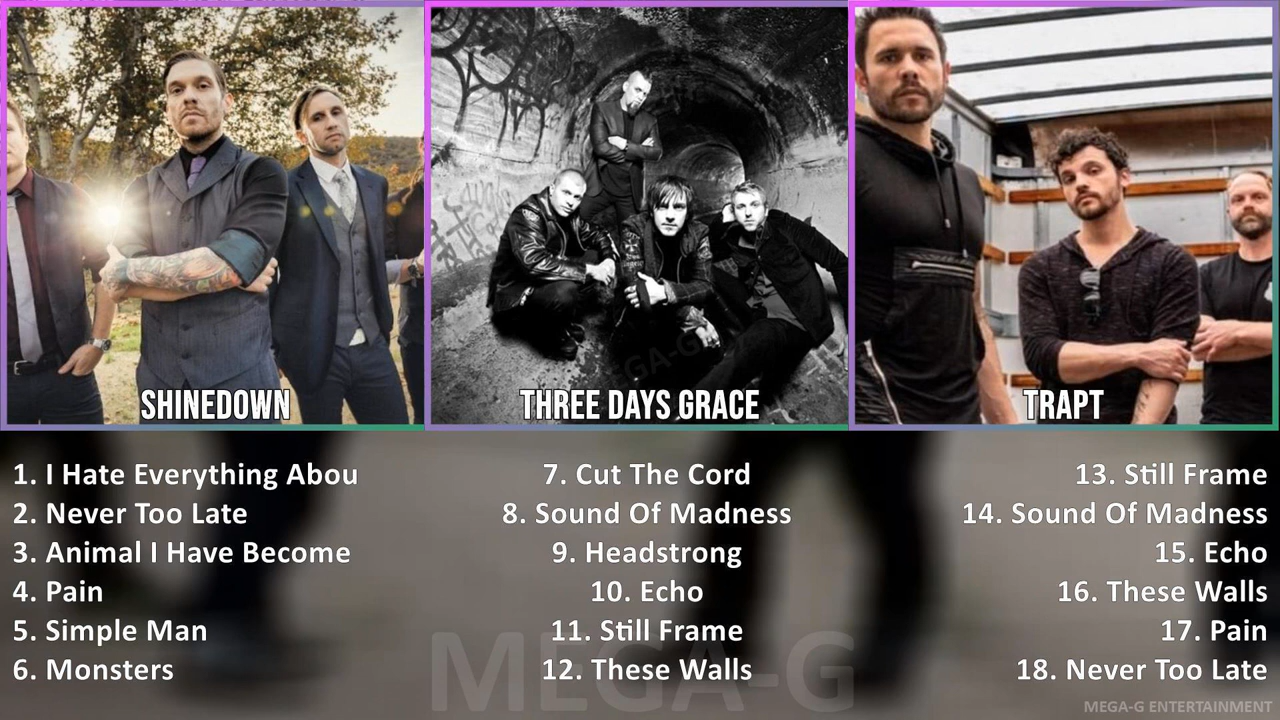 SHINEDOWN
THREE DAYS GRACE
TRAPT
1. I Hate Everything Abou
2. Never Too Late
3. Animal I Have Become
4. Pain
5. Simple Man
6. Monsters
7. Cut The Cord
8. Sound Of Madness
9. Headstrong
10. Echo
11. Still Frame
12. These Walls
13. Still Frame
14. Sound Of Madness
15. Echo
16. These Walls
17. Pain
18. Never Too Late
MEGA-G
MEGA-G ENTERTAINMENT